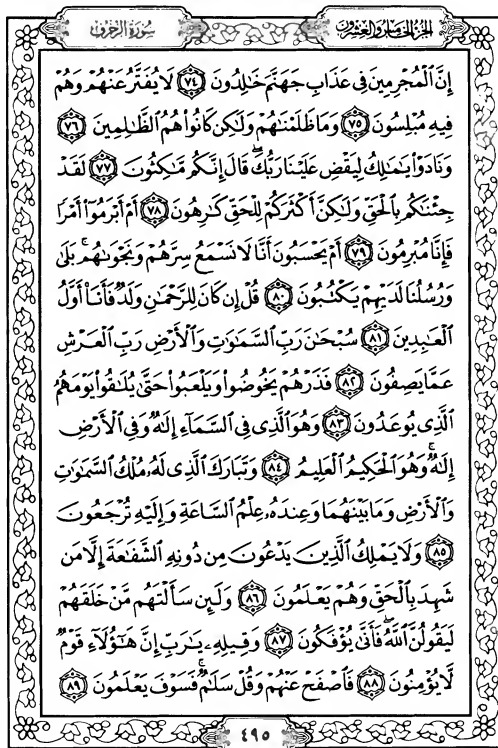 الجزء الخامس والعشرون
سورة الزخرف
إِنَّ ٱلْمُجْرِمِينَ فِى عَذَابِ جَهَنَّمَ خَٰلِدُونَ ٧٤ لَا يُفَتَّرُ عَنْهُمْ وَهُمْ
فِيهِ مُبْلِسُونَ ٧٥ وَمَا ظَلَمْنَٰهُمْ وَلَٰكِن كَانُوا۟ هُمُ ٱلظَّٰلِمِينَ ٧٦
وَنَادَوْا۟ يَٰمَٰلِكُ لِيَقْضِ عَلَيْنَا رَبُّكَ ۖ قَالَ إِنَّكُم مَّٰكِثُونَ ٧٧ لَقَدْ
جِئْنَٰكُم بِٱلْحَقِّ وَلَٰكِنَّ أَكْثَرَكُمْ لِلْحَقِّ كَٰرِهُونَ ٧٨ أَمْ أَبْرَمُوٓا۟ أَمْرًا
فَإِنَّا مُبْرِمُونَ ٧٩ أَمْ يَحْسَبُونَ أَنَّا لَا نَسْمَعُ سِرَّهُمْ وَنَجْوَىٰهُم ۚ بَلَىٰ
وَرُسُلُنَا لَدَيْهِمْ يَكْتُبُونَ ٨٠ قُلْ إِن كَانَ لِلرَّحْمَٰنِ وَلَدٌ فَأَنَا۠ أَوَّلُ
ٱلْعَٰبِدِينَ ٨١ سُبْحَٰنَ رَبِّ ٱلسَّمَٰوَٰتِ وَٱلْأَرْضِ رَبِّ ٱلْعَرْشِ
عَمَّا يَصِفُونَ ٨٢ فَذَرْهُمْ يَخُوضُوا۟ وَيَلْعَبُوا۟ حَتَّىٰ يُلَٰقُوا۟ يَوْمَهُمُ
ٱلَّذِى يُوعَدُونَ ٨٣ وَهُوَ ٱلَّذِى فِى ٱلسَّمَآءِ إِلَٰهٌ وَفِى ٱلْأَرْضِ
إِلَٰهٌ ۚ وَهُوَ ٱلْحَكِيمُ ٱلْعَلِيمُ ٨٤ وَتَبَارَكَ ٱلَّذِى لَهُۥ مُلْكُ ٱلسَّمَٰوَٰتِ
وَٱلْأَرْضِ وَمَا بَيْنَهُمَا وَعِندَهُۥ عِلْمُ ٱلسَّاعَةِ وَإِلَيْهِ تُرْجَعُونَ
٨٥ وَلَا يَمْلِكُ ٱلَّذِينَ يَدْعُونَ مِن دُونِهِ ٱلشَّفَٰعَةَ إِلَّا مَن
شَهِدَ بِٱلْحَقِّ وَهُمْ يَعْلَمُونَ ٨٦ وَلَئِن سَأَلْتَهُم مَّنْ خَلَقَهُمْ
لَيَقُولُنَّ ٱللَّهُ ۖ فَأَنَّىٰ يُؤْفَكُونَ ٨٧ وَقِيلِهِۦ يَٰرَبِّ إِنَّ هَٰٓؤُلَآءِ قَوْمٌ
لَّا يُؤْمِنُونَ ٨٨ فَٱصْفَحْ عَنْهُمْ وَقُلْ سَلَٰمٌ ۚ فَسَوْفَ يَعْلَمُونَ ٨٩
٤٩٥